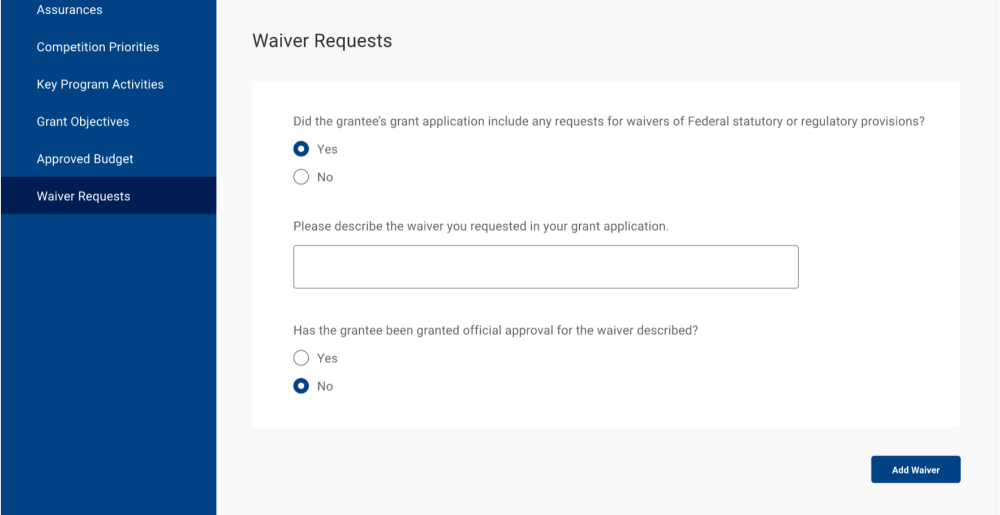 Assurances
Competition Priorities
Key Program Activities
Grant Objectives
Approved Budget
Waiver Requests
Waiver Requests
Did the grantee’s grant application include any requests for waivers of Federal statutory or regulatory provisions?
Yes
No
Please describe the waiver you requested in your grant application.
Has the grantee been granted official approval for the waiver described?
Yes
No
Add Waiver